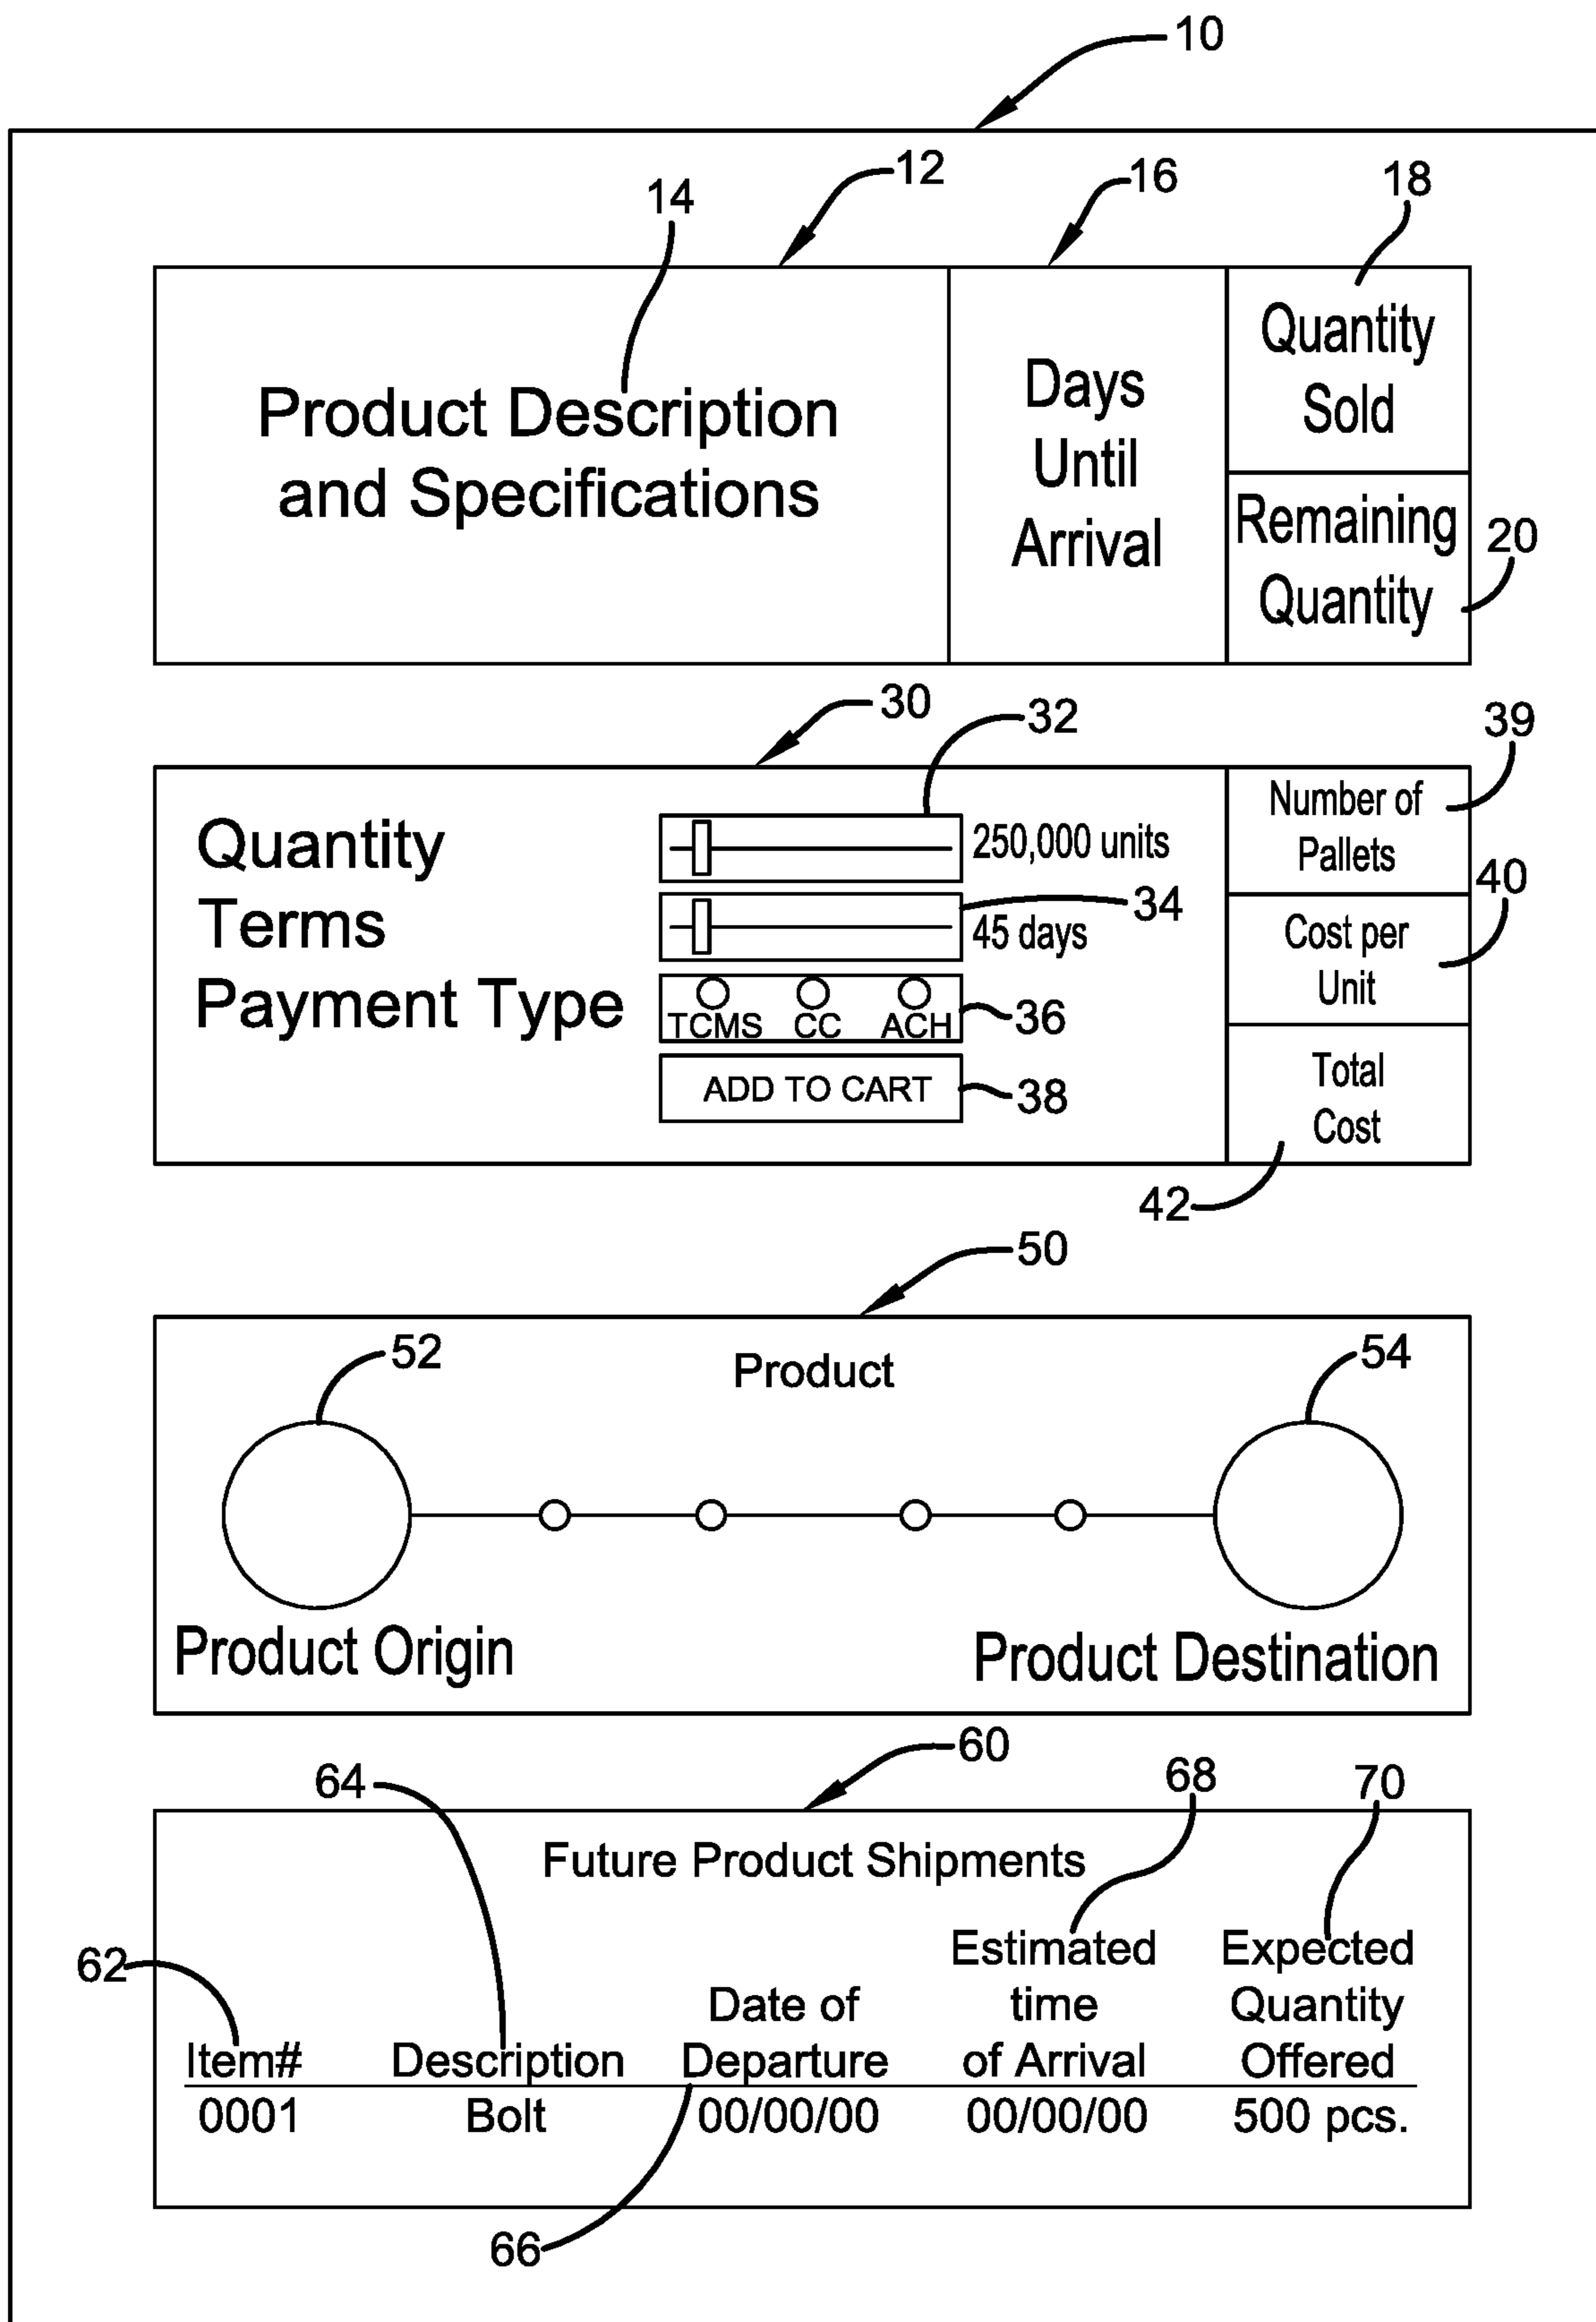 10
12
16
18
14
Product Description
and Specifications
Days
Until
Arrival
Quantity
Sold
Remaining
Quantity
20
30
32
39
Quantity
250,000 units
Number of
Pallets
40
Terms
45 days
34
Cost per
Unit
Payment Type
TCMS CC ACH
36
ADD TO CART
38
Total
Cost
42
50
52
Product
54
Product Origin
Product Destination
60
64
68
70
Future Product Shipments
62
Item#
Description
Date of
Departure
Estimated
time
of Arrival
Expected
Quantity
Offered
0001 Bolt 00/00/00 00/00/00 500 pcs.
66